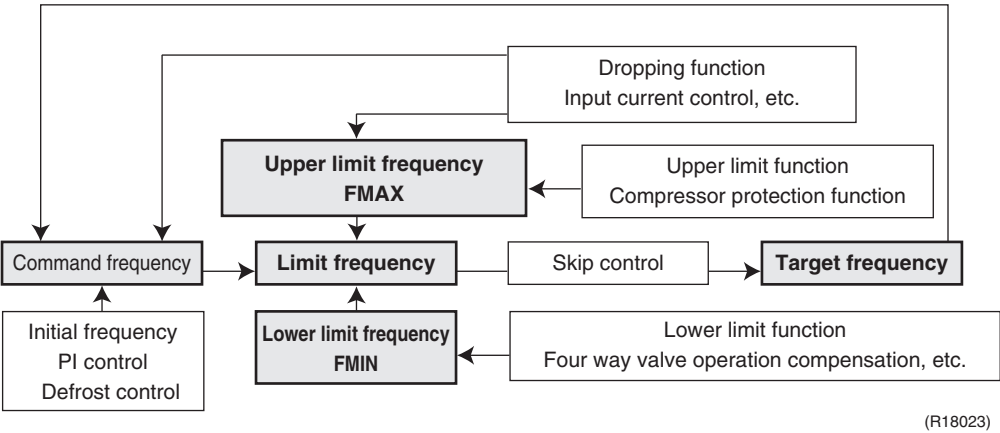 Dropping function
Input current control, etc.
Upper limit frequency
FMAX
Upper limit function
Compressor protection function
Command frequency
Limit frequency
Skip control
Target frequency
Initial frequency
PI control
Defrost control
Lower limit frequency
FMIN
Lower limit function
Four way valve operation compensation, etc.
(R18023)